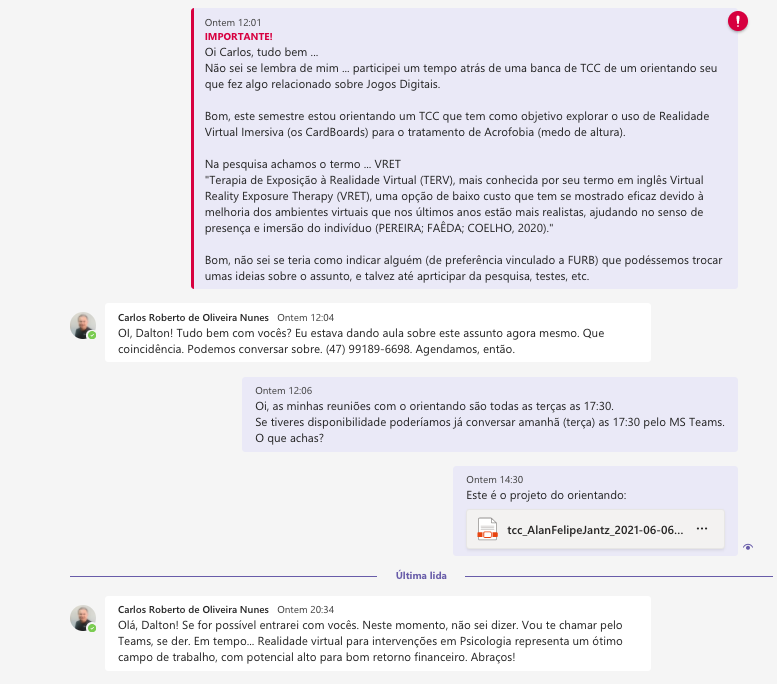 Ontem 12:01
IMPORTANTE!
Oi Carlos, tudo bem ...
Não sei se lembra de mim ... participei um tempo atrás de uma banca de TCC de um orientando seu
que fez algo relacionado sobre Jogos Digitais.
Bom, este semestre estou orientando um TCC que tem como objetivo explorar o uso de Realidade
Virtual Imersiva (os CardBoards) para o tratamento de Acrofobia (medo de altura).
Na pesquisa achamos o termo ... VRET
"Terapia de Exposição à Realidade Virtual (TERV), mais conhecida por seu termo em inglês Virtual
Reality Exposure Therapy (VRET), uma opção de baixo custo que tem se mostrado eficaz devido à
melhoria dos ambientes virtuais que nos últimos anos estão mais realistas, ajudando no senso de
presença e imersão do indivíduo (PEREIRA; FAÊDA; COELHO, 2020)."
Bom, não sei se teria como indicar alguém (de preferência vinculado a FURB) que podéssemos trocar
umas ideias sobre o assunto, e talvez até aprticipar da pesquisa, testes, etc.
Carlos Roberto de Oliveira Nunes Ontem 12:04
OI, Dalton! Tudo bem com vocês? Eu estava dando aula sobre este assunto agora mesmo. Que
coincidência. Podemos conversar sobre. (47) 99189-6698. Agendamos, então.
Ontem 12:06
Oi, as minhas reuniões com o orientando são todas as terças as 17:30.
Se tiveres disponibilidade poderíamos já conversar amanhã (terça) as 17:30 pelo MS Teams.
O que achas?
Ontem 14:30
Este é o projeto do orientando:
tcc_AlanFelipeJantz_2021-06-06...
Última lida
Carlos Roberto de Oliveira Nunes Ontem 20:34
Olá, Dalton! Se for possível entrarei com vocês. Neste momento, não sei dizer. Vou te chamar pelo
Teams, se der. Em tempo... Realidade virtual para intervenções em Psicologia representa um ótimo
campo de trabalho, com potencial alto para bom retorno financeiro. Abraços!